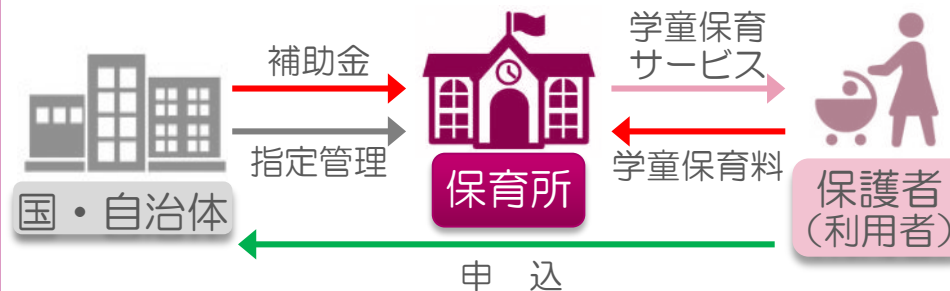 補助金
指定管理
国・自治体
保育所
学童保育
サービス
学童保育料
保護者
（利用者）
申　込